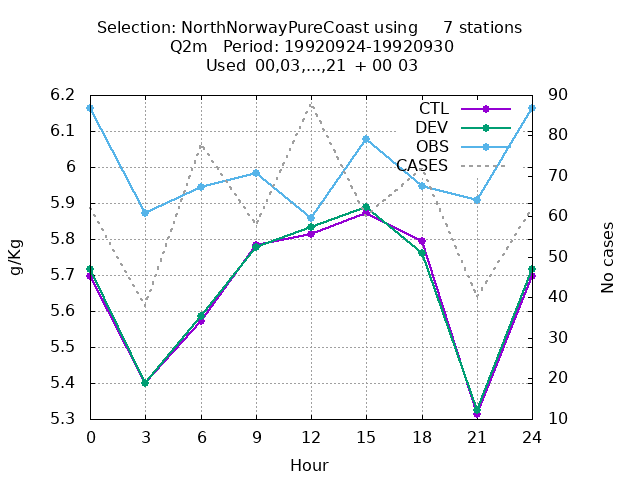 Selection: NorthNorwayPureCoast using     7 stations
Q2m   Period: 19920924-19920930
Used 00,03,...,21 + 00 03
6.2
6.1
6
5.9
5.8
5.7
5.6
5.5
5.4
5.3
g/Kg
CTL
DEV
OBS
CASES
90
80
70
60
50
40
30
20
10
No cases
0 3 6 9 12 15 18 21 24
Hour